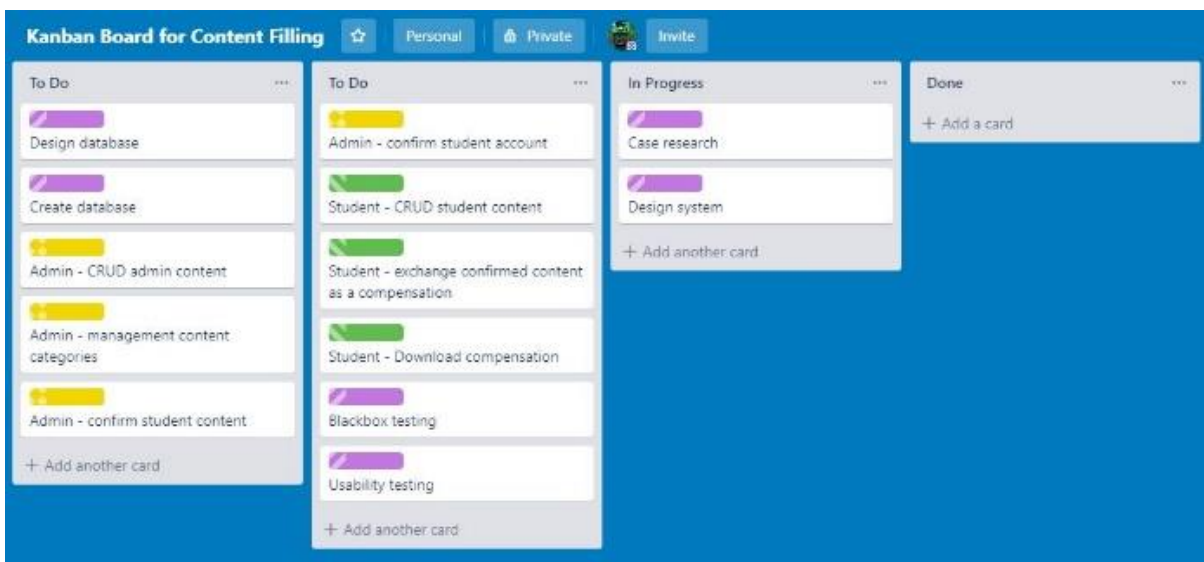 Kanban Board for Content Filling
Personal
Private
Invite
To Do
Design database
Create database
Admin - CRUD admin content
Admin - management content
categories
Admin - confirm student content
+ Add another card
To Do
Admin - confirm student account
Student - CRUD student content
Student - exchange confirmed content
as a compensation
Student - Download compensation
Blackbox testing
Usability testing
+ Add another card
In Progress
Case research
Design system
+ Add another card
Done
+ Add a card